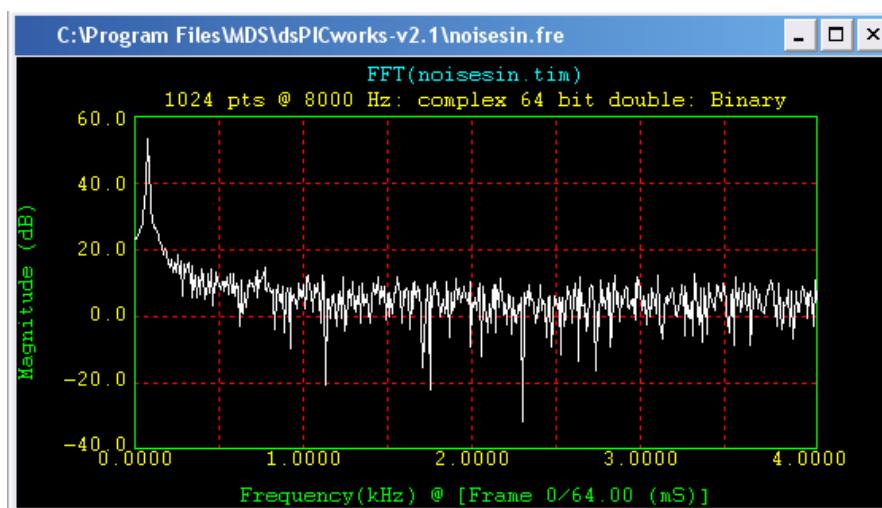 C:\Program Files\MDS\dsPICworks-v2.1\noisesin.fre
FFT(noisesin.tim)
1024 pts @ 8000 Hz: complex 64 bit double: Binary
60.0
40.0
20.0
0.0
-20.0
-40.0
Magnitude (dB)
0.0000 1.0000 2.0000 3.0000 4.0000
Frequency(kHz) @ [Frame 0/64.00 (mS)]